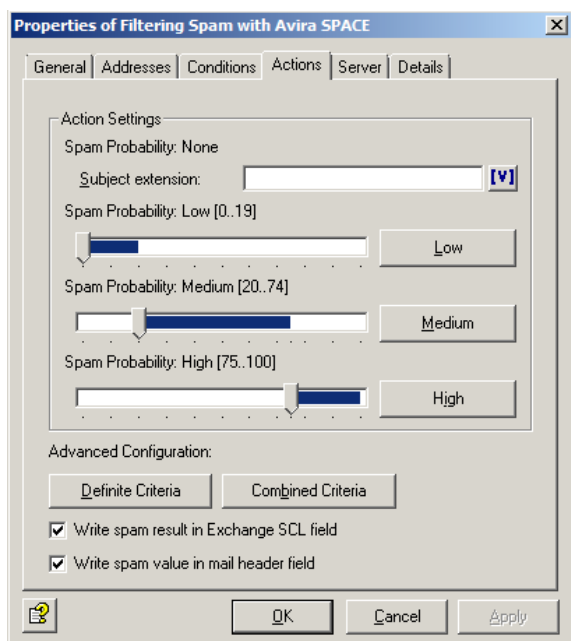 Properties of Filtering Spam with Avira SPACE
General Addresses Conditions Actions Server Details
Action Settings
Spam Probability: None
Subject extension: [V]
Spam Probability: Low [0..19]
Low
Spam Probability: Medium [20..74]
Medium
Spam Probability: High [75..100]
High
Advanced Configuration:
Definite Criteria Combined Criteria
Write spam result in Exchange SCL field
Write spam value in mail header field
OK Cancel Apply